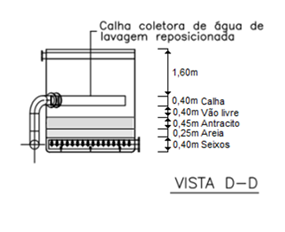 Calha coletora de água de
lavagem reposicionada
1,60m
0,40m Calha
0,40m Vão livre
0,45m Antracito
0,25m Areia
0,40m Seixos
VISTA D-D